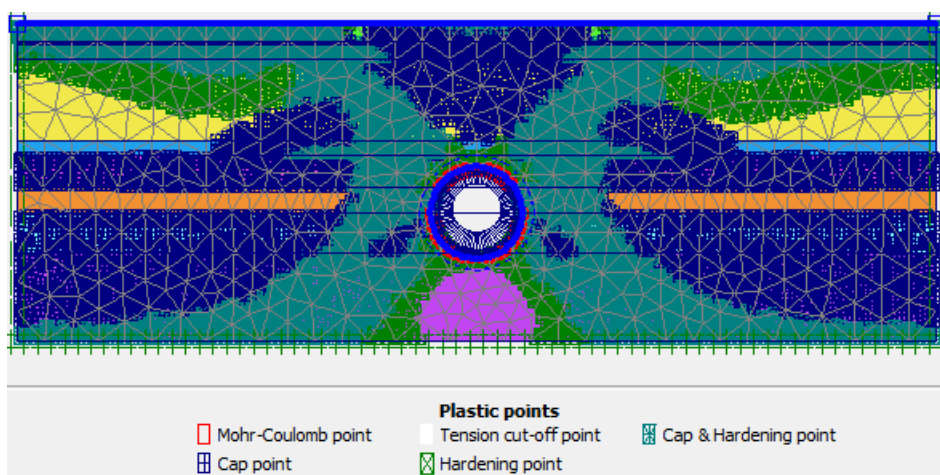 Plastic points
Mohr-Coulomb point Tension cut-off point Cap & Hardening point
Cap point Hardening point